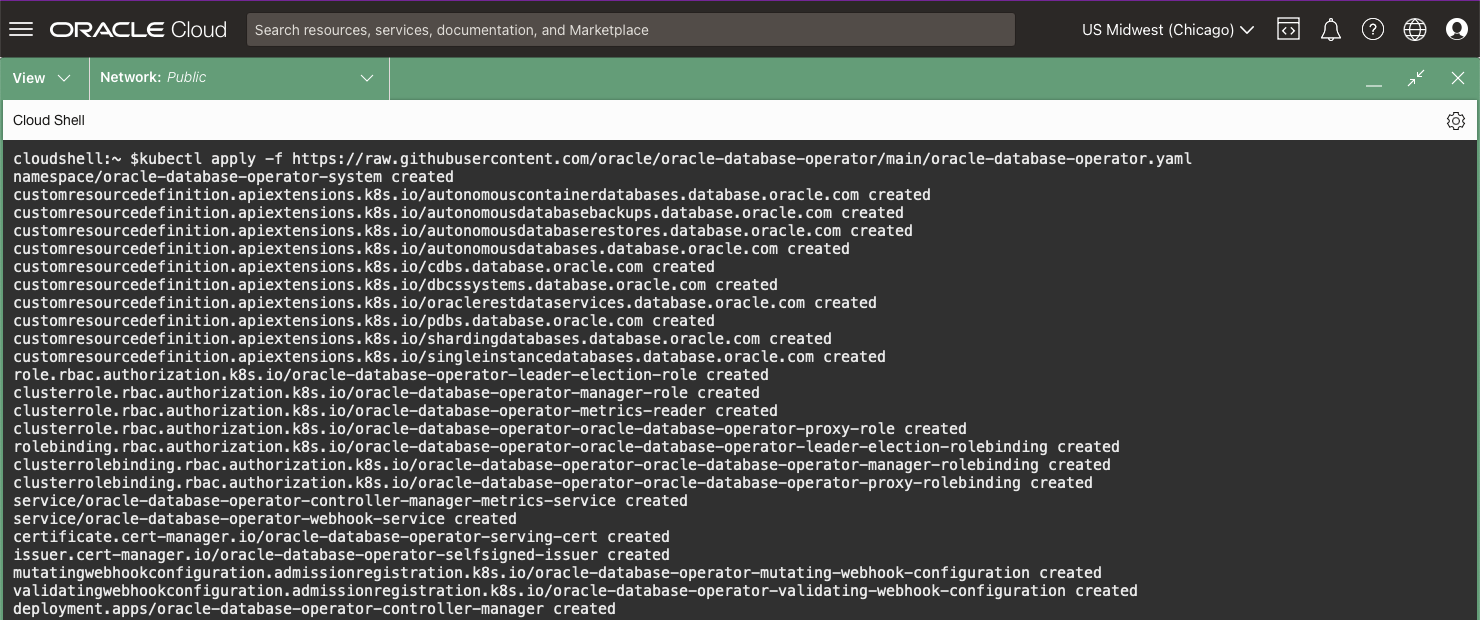 ORACLE Cloud
Search resources, services, documentation, and Marketplace
US Midwest (Chicago)
View
Network: Public
Cloud Shell
cloudshell:~ $kubectl apply -f https://raw.githubusercontent.com/oracle/oracle-database-operator/main/oracle-database-operator.yaml
namespace/oracle-database-operator-system created
customresourcedefinition.apiextensions.k8s.io/autonomouscontainerdatabases.database.oracle.com created
customresourcedefinition.apiextensions.k8s.io/autonomousdatabasebackups.database.oracle.com created
customresourcedefinition.apiextensions.k8s.io/autonomousdatabaserestores.database.oracle.com created
customresourcedefinition.apiextensions.k8s.io/autonomousdatabases.database.oracle.com created
customresourcedefinition.apiextensions.k8s.io/cdbs.database.oracle.com created
customresourcedefinition.apiextensions.k8s.io/dbcssystems.database.oracle.com created
customresourcedefinition.apiextensions.k8s.io/oraclerestdataservices.database.oracle.com created
customresourcedefinition.apiextensions.k8s.io/pdbs.database.oracle.com created
customresourcedefinition.apiextensions.k8s.io/shardingdatabases.database.oracle.com created
customresourcedefinition.apiextensions.k8s.io/singleinstancedatabases.database.oracle.com created
role.rbac.authorization.k8s.io/oracle-database-operator-leader-election-role created
clusterrole.rbac.authorization.k8s.io/oracle-database-operator-manager-role created
clusterrole.rbac.authorization.k8s.io/oracle-database-operator-metrics-reader created
clusterrole.rbac.authorization.k8s.io/oracle-database-operator-oracle-database-operator-proxy-role created
rolebinding.rbac.authorization.k8s.io/oracle-database-operator-oracle-database-operator-leader-election-rolebinding created
clusterrolebinding.rbac.authorization.k8s.io/oracle-database-operator-oracle-database-operator-manager-rolebinding created
clusterrolebinding.rbac.authorization.k8s.io/oracle-database-operator-oracle-database-operator-proxy-rolebinding created
service/oracle-database-operator-controller-manager-metrics-service created
service/oracle-database-operator-webhook-service created
certificate.cert-manager.io/oracle-database-operator-serving-cert created
issuer.cert-manager.io/oracle-database-operator-selfsigned-issuer created
mutatingwebhookconfiguration.admissionregistration.k8s.io/oracle-database-operator-mutating-webhook-configuration created
validatingwebhookconfiguration.admissionregistration.k8s.io/oracle-database-operator-validating-webhook-configuration created
deployment.apps/oracle-database-operator-controller-manager created